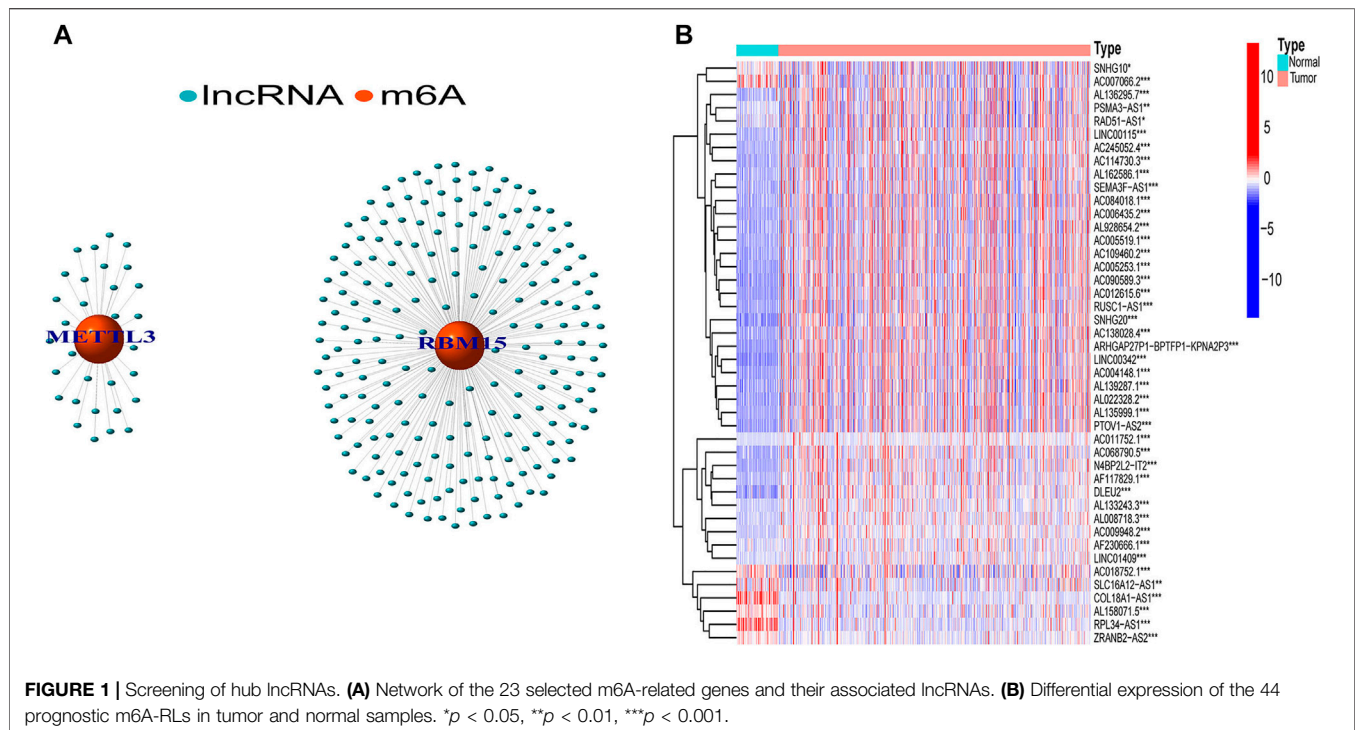 A
lncRNA
m6A
METTL3
RBM15
B
Type
SNHG10*
AC007066.2***
AL136295.7***
PSMA3-AS1**
RAD51-AS1*
LINC00115***
AC245052.4***
AC114730.3***
AL162586.1***
SEMA3F-AS1***
AC084018.1***
AC006435.2***
AL928654.2***
AC005519.1***
AC109460.2***
AC005253.1***
AC090589.3***
AC012615.6***
RUSC1-AS1***
SNHG20***
AC138028.4***
ARHGAP27P1-BPTFP1-KPNA2P3***
LINC00342***
AC004148.1***
AL139287.1***
AL022328.2***
AL135999.1***
PTOV1-AS2***
AC011752.1***
AC068790.5***
N4BP2L2-IT2***
AF117829.1***
DLEU2***
AL133243.3***
AL008718.3***
AC009948.2***
AF230666.1***
LINC01409***
AC018752.1***
SLC16A12-AS1**
COL18A1-AS1***
AL158071.5***
RPL34-AS1***
ZRANB2-AS2***
10
5
0
−5
−10
Type
Normal
Tumor
FIGURE 1 | Screening of hub lncRNAs. (A) Network of the 23 selected m6A-related genes and their associated lncRNAs. (B) Differential expression of the 44
prognostic m6A-RLs in tumor and normal samples. *p < 0.05, **p < 0.01, ***p < 0.001.